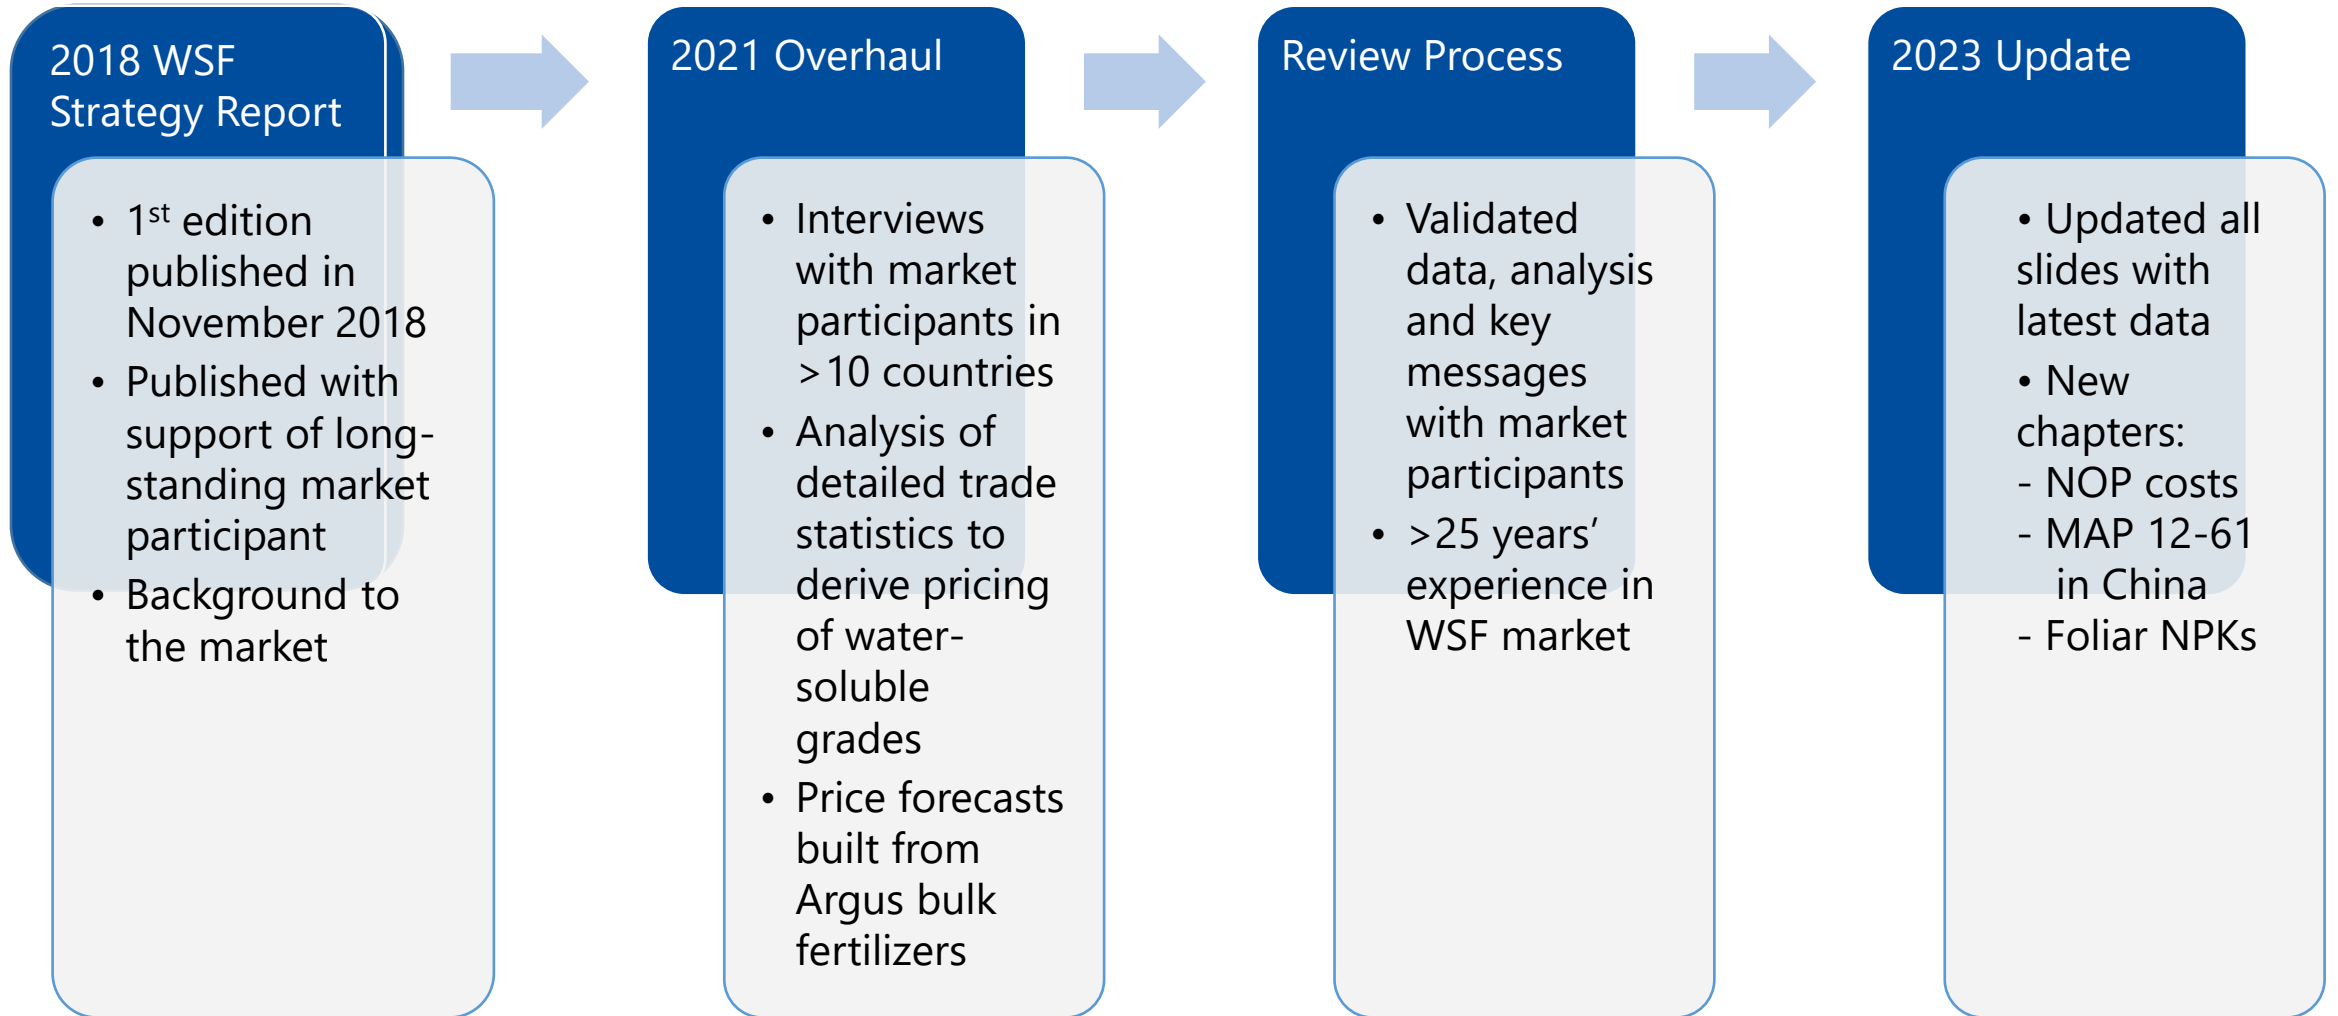 2018 WSF
Strategy Report
• 1st edition
published in
November 2018
• Published with
support of long-
standing market
participant
• Background to
the market
2021 Overhaul
• Interviews
with market
participants in
>10 countries
• Analysis of
detailed trade
statistics to
derive pricing
of water-
soluble
grades
• Price forecasts
built from
Argus bulk
fertilizers
Review Process
• Validated
data, analysis
and key
messages
with market
participants
• >25 years’
experience in
WSF market
2023 Update
• Updated all
slides with
latest data
• New
chapters:
- NOP costs
- MAP 12-61
in China
- Foliar NPKs